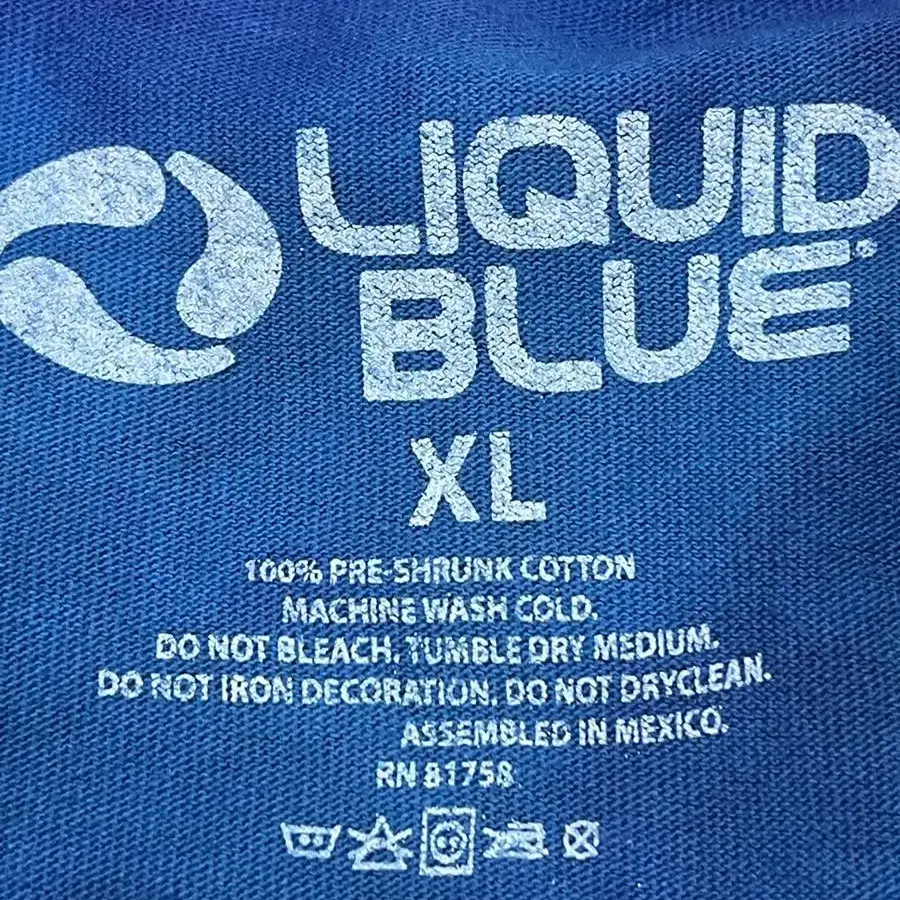 LIQUID
BLUE®
XL
100% PRE-SHRUNK COTTON
MACHINE WASH COLD.
DO NOT BLEACH. TUMBLE DRY MEDIUM.
DO NOT IRON DECORATION. DO NOT DRYCLEAN.
ASSEMBLED IN MEXICO.
RN 81758